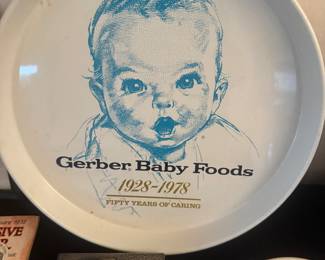 Gerber Baby Foods
1928-1978
FIFTY YEARS OF CARING